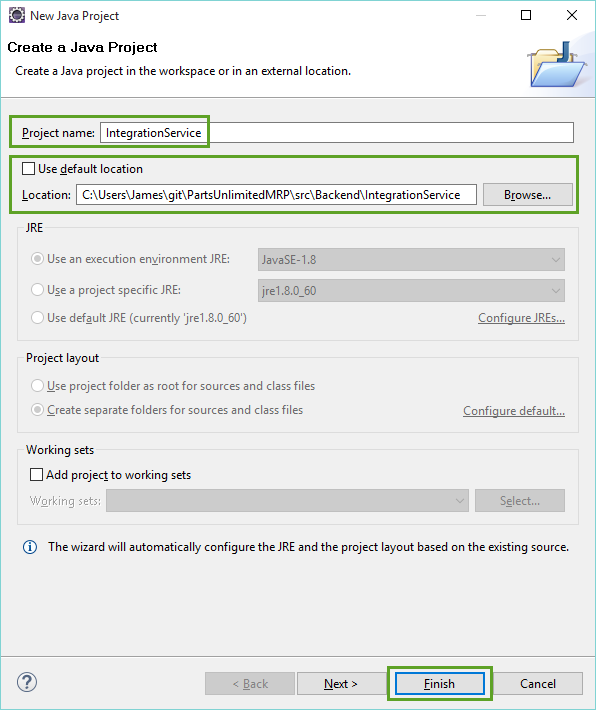 New Java Project
Create a Java Project
Create a Java project in the workspace or in an external location.
Project name: IntegrationService
Use default location
Location: C:\Users\James\git\PartsUnlimitedMRP\src\Backend\IntegrationService Browse...
JRE
Use an execution environment JRE: JavaSE-1.8
Use a project specific JRE: jre1.8.0_60
Use default JRE (currently 'jre1.8.0_60') Configure JREs...
Project layout
Use project folder as root for sources and class files
Create separate folders for sources and class files Configure default...
Working sets
Add project to working sets
Working sets: Select...
The wizard will automatically configure the JRE and the project layout based on the existing source.
? < Back Next > Finish Cancel